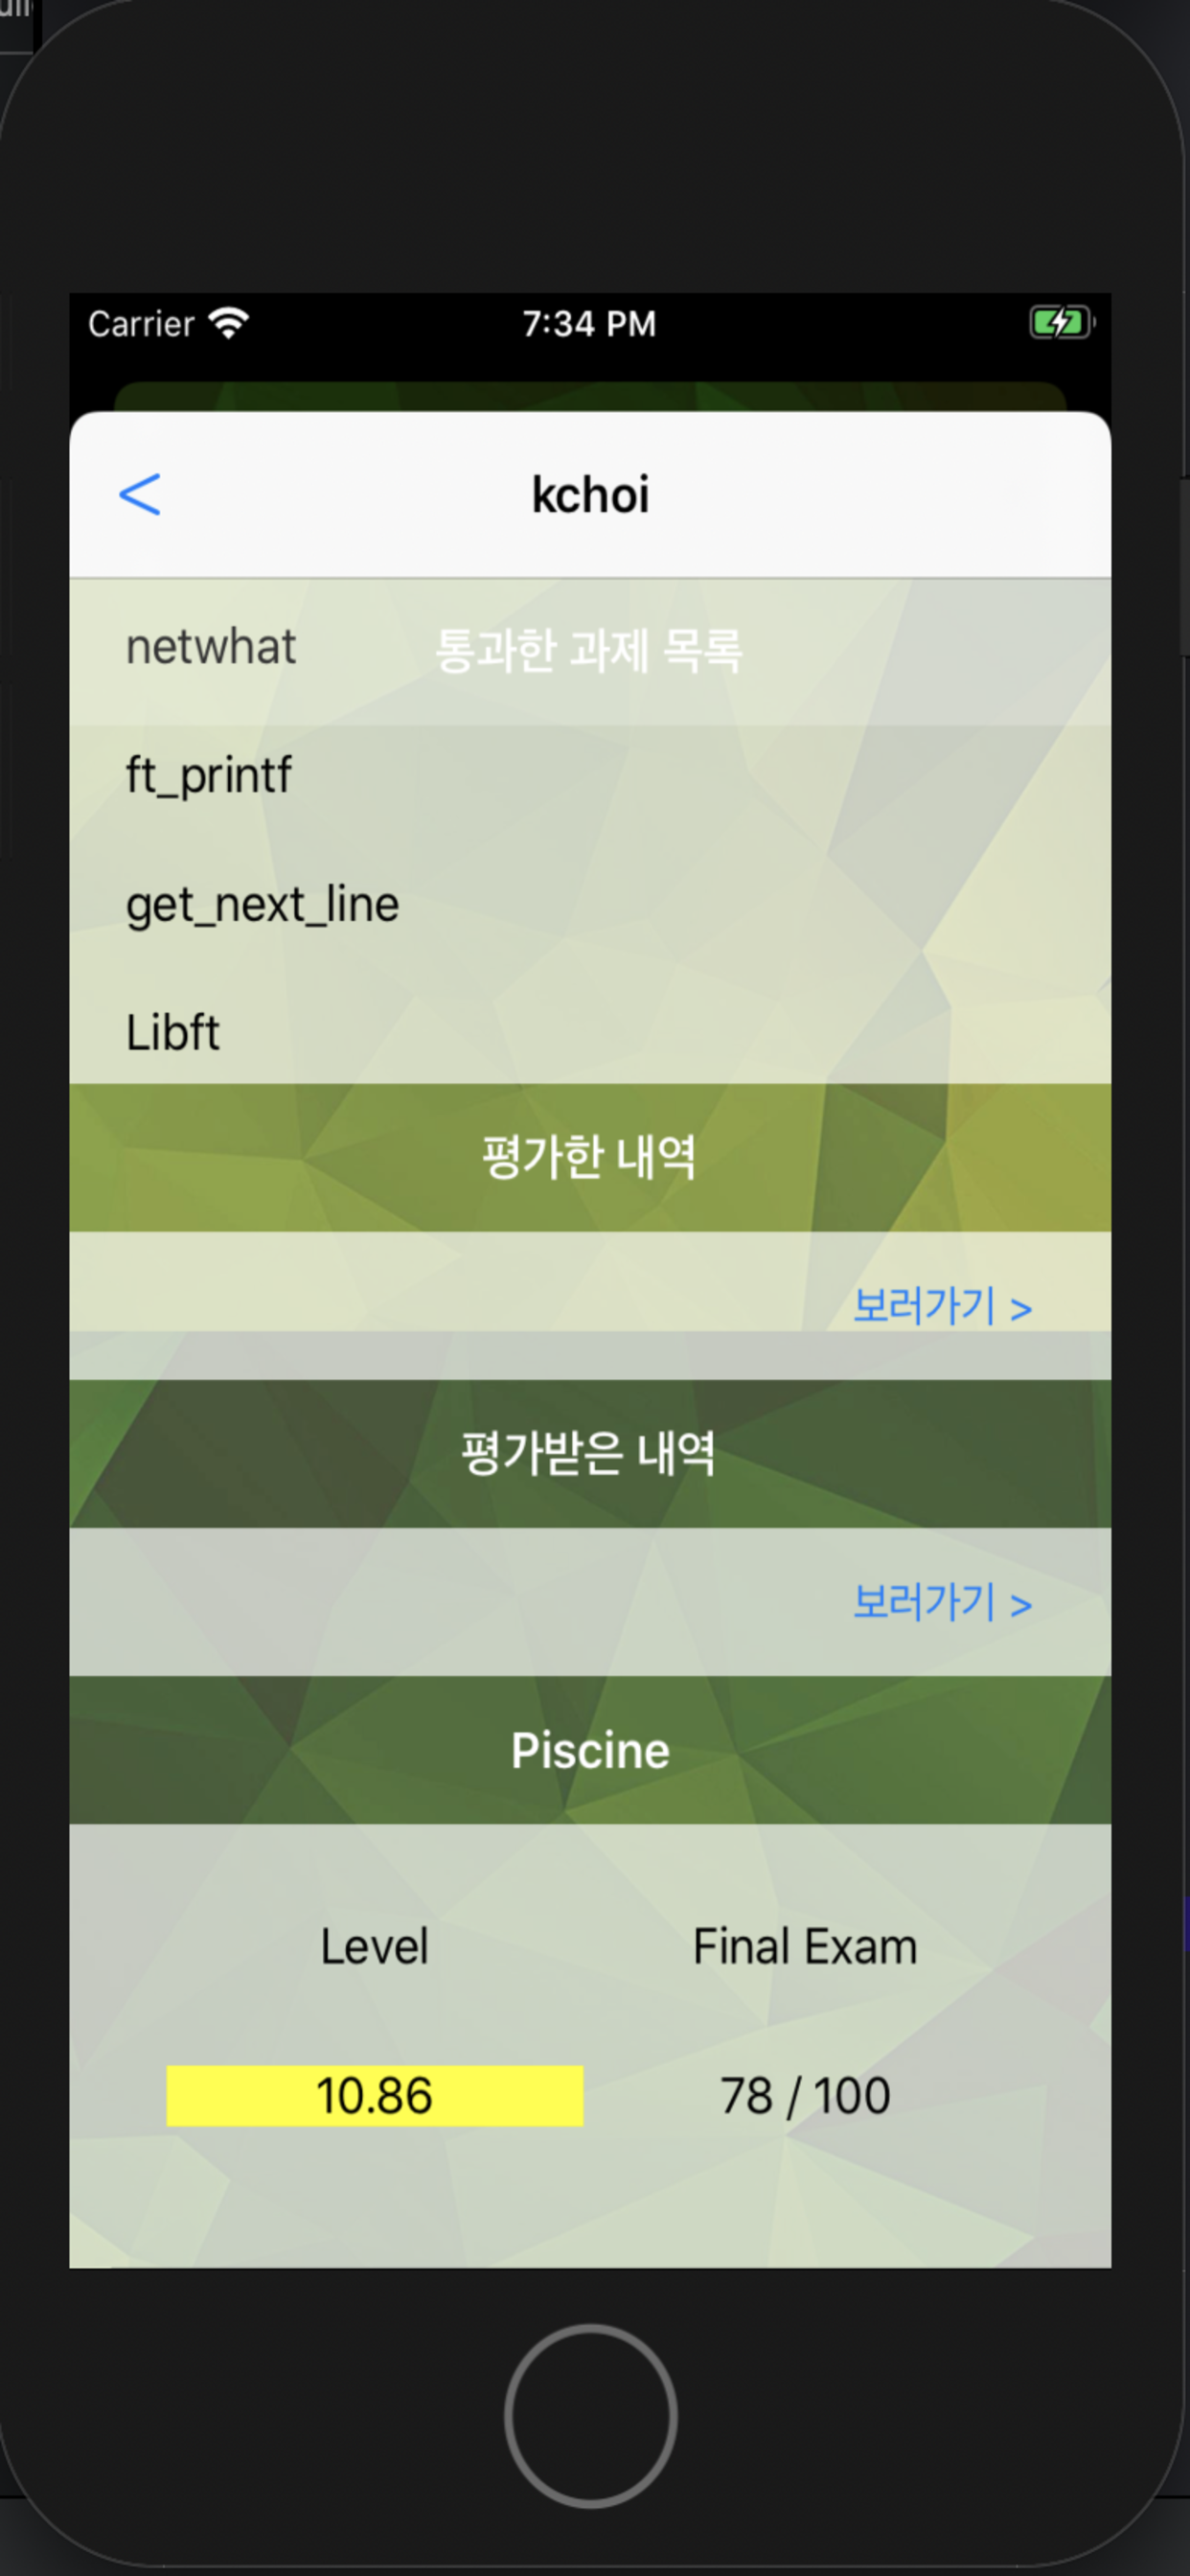 Carrier 7:34 PM
< kchoi
netwhat 통과한 과제 목록
ft_printf
get_next_line
Libft
평가한 내역
보러가기 >
평가받은 내역
보러가기 >
Piscine
Level Final Exam
10.86 78 / 100